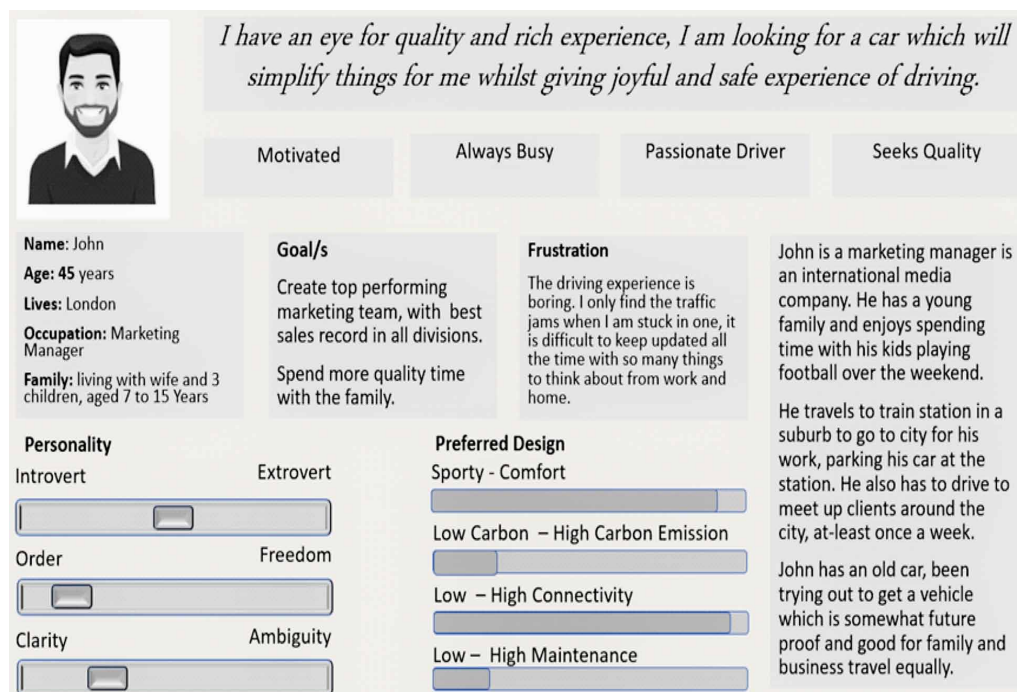 I have an eye for quality and rich experience, I am looking for a car which will
simplify things for me whilst giving joyful and safe experience of driving.
Motivated
Always Busy
Passionate Driver
Seeks Quality
Name: John
Age: 45 years
Lives: London
Occupation: Marketing
Manager
Family: living with wife and 3
children, aged 7 to 15 Years
Goal/s
Create top performing
marketing team, with best
sales record in all divisions.
Spend more quality time
with the family.
Frustration
The driving experience is
boring. I only find the traffic
jams when I am stuck in one, it
is difficult to keep updated all
the time with so many things
to think about from work and
home.
John is a marketing manager is
an international media
company. He has a young
family and enjoys spending
time with his kids playing
football over the weekend.
He travels to train station in a
suburb to go to city for his
work, parking his car at the
station. He also has to drive to
meet up clients around the
city, at-least once a week.
John has an old car, been
trying out to get a vehicle
which is somewhat future
proof and good for family and
business travel equally.
Personality
Introvert Extrovert
Order Freedom
Clarity Ambiguity
Preferred Design
Sporty - Comfort
Low Carbon – High Carbon Emission
Low – High Connectivity
Low – High Maintenance